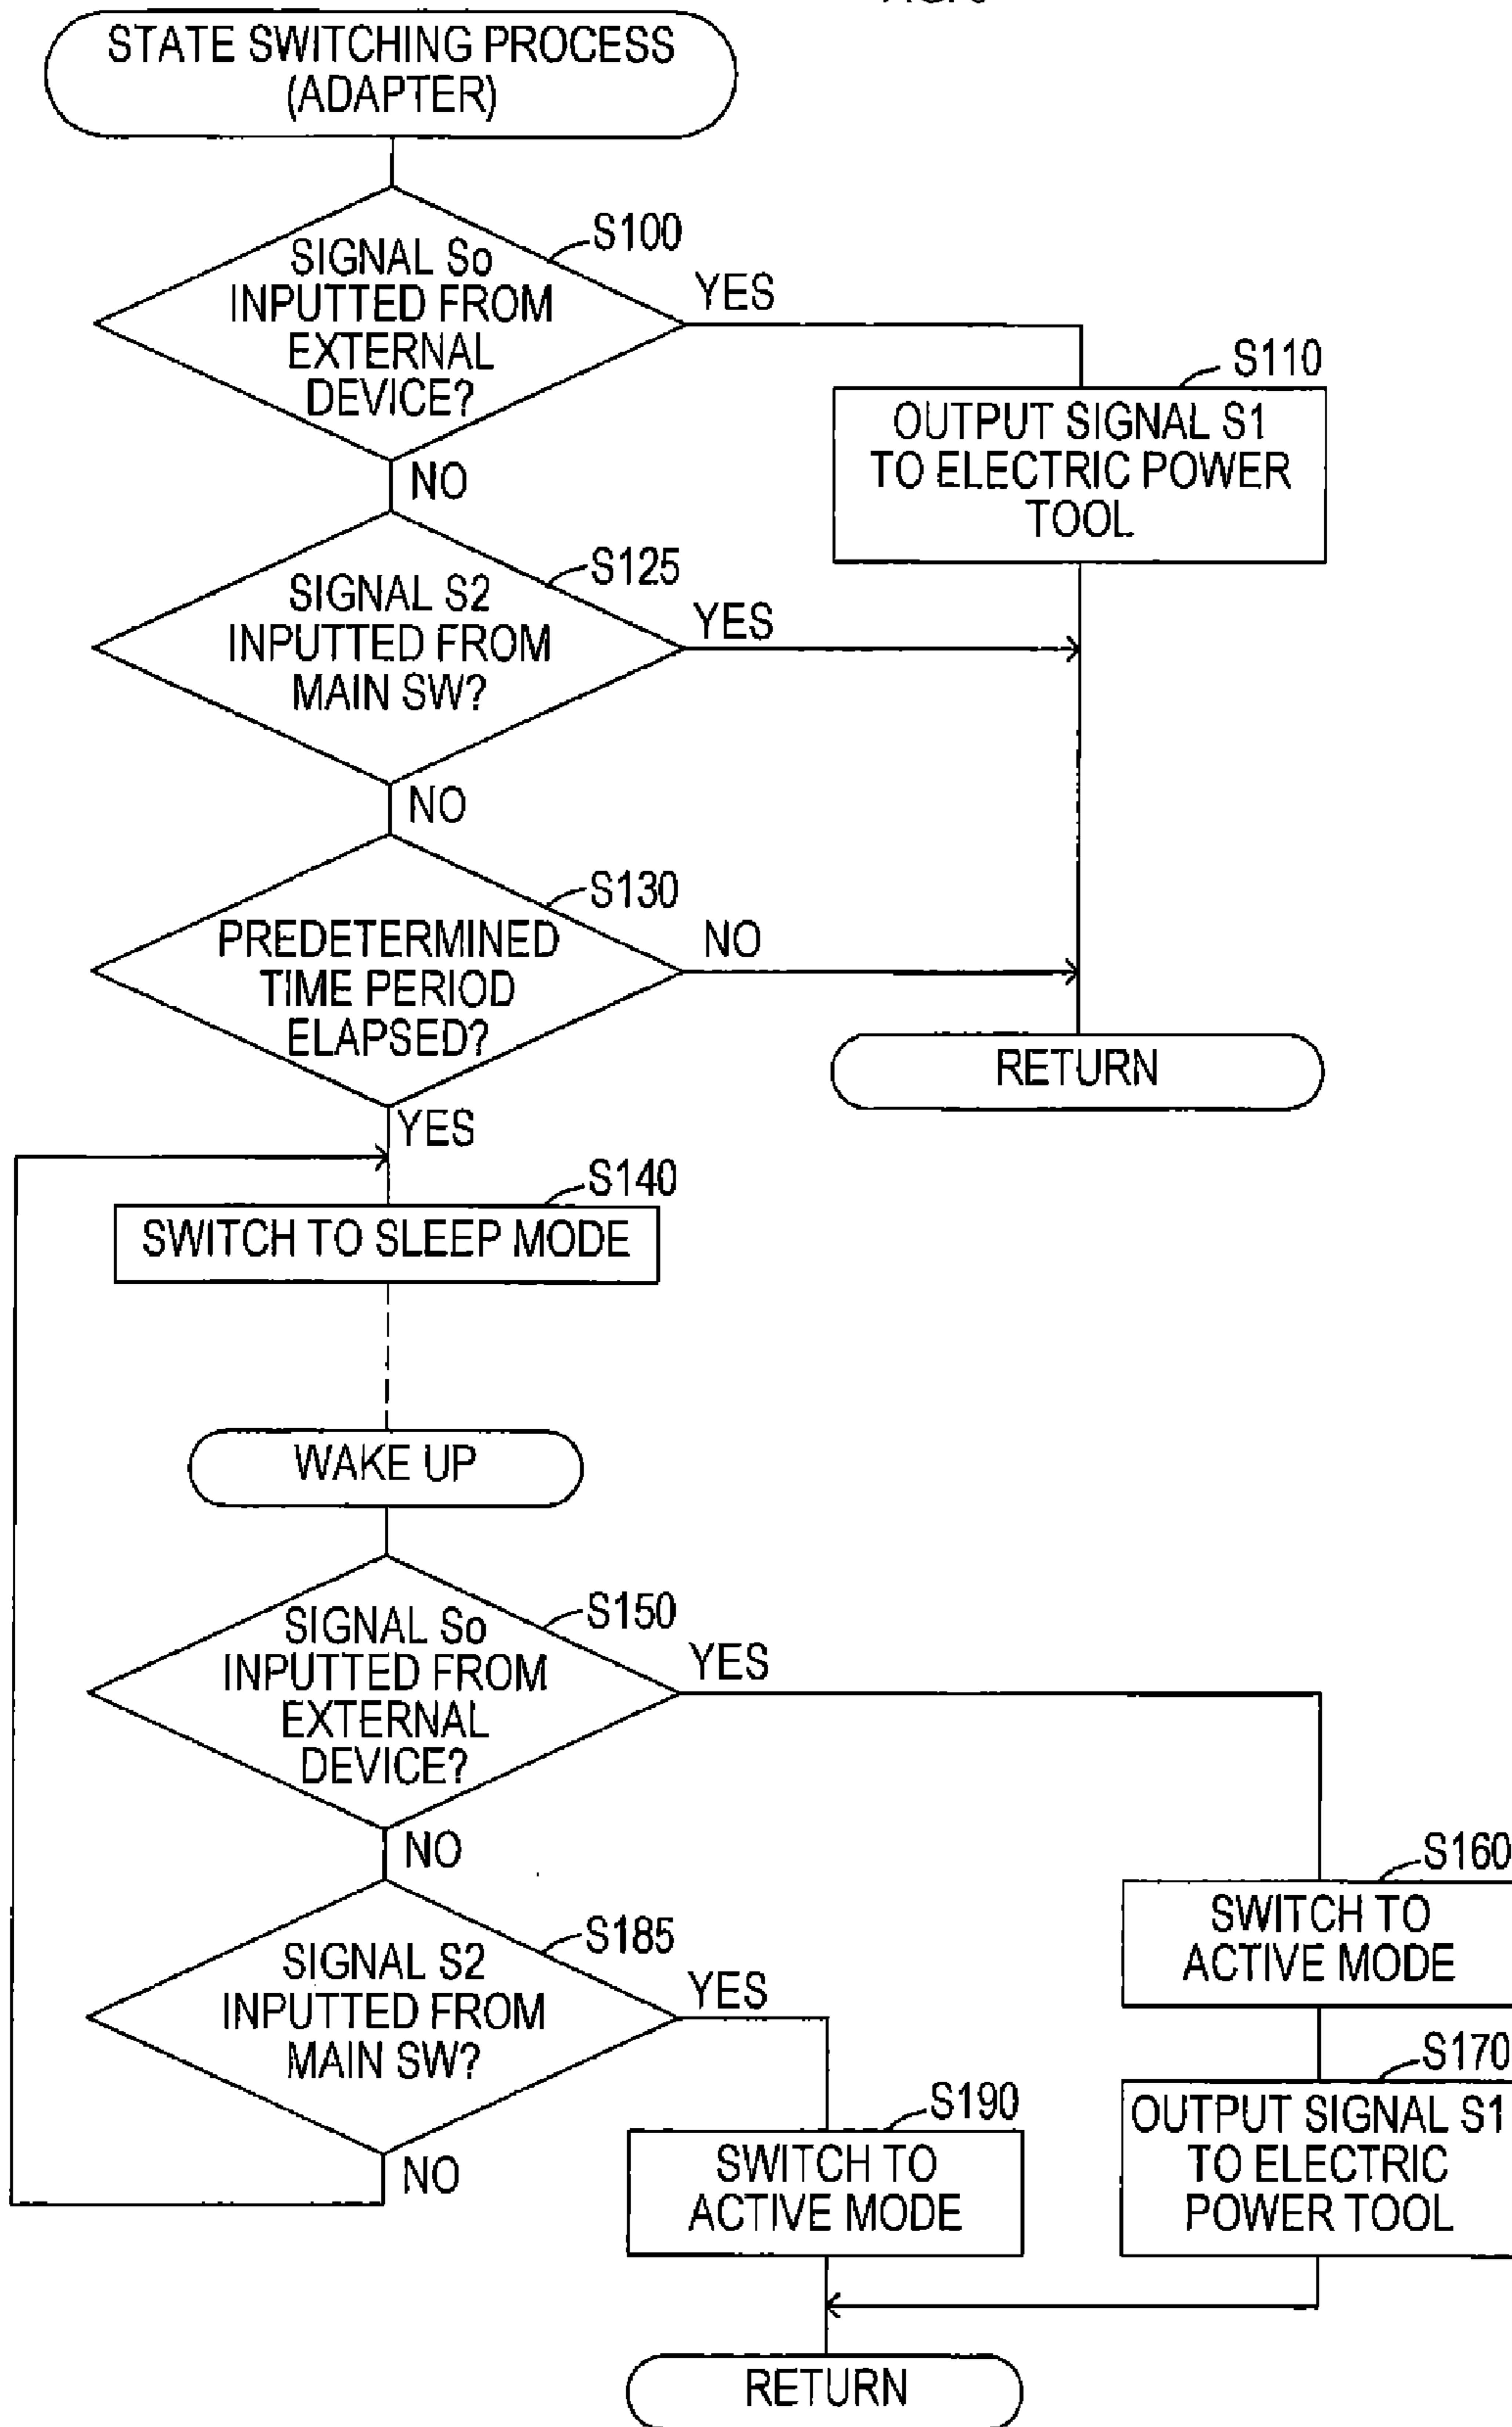 STATE SWITCHING PROCESS
(ADAPTER)
S100
SIGNAL So
INPUTTED FROM
EXTERNAL
DEVICE?
YES
S110
OUTPUT SIGNAL S1
TO ELECTRIC POWER
TOOL
NO
S125
SIGNAL S2
INPUTTED FROM
MAIN SW?
YES
NO
S130
PREDETERMINED
TIME PERIOD
ELAPSED?
NO
RETURN
YES
S140
SWITCH TO SLEEP MODE
WAKE UP
S150
SIGNAL So
INPUTTED FROM
EXTERNAL
DEVICE?
YES
NO
S160
SWITCH TO
ACTIVE MODE
S185
SIGNAL S2
INPUTTED FROM
MAIN SW?
YES
S170
OUTPUT SIGNAL S1
TO ELECTRIC
POWER TOOL
S190
SWITCH TO
ACTIVE MODE
NO
RETURN